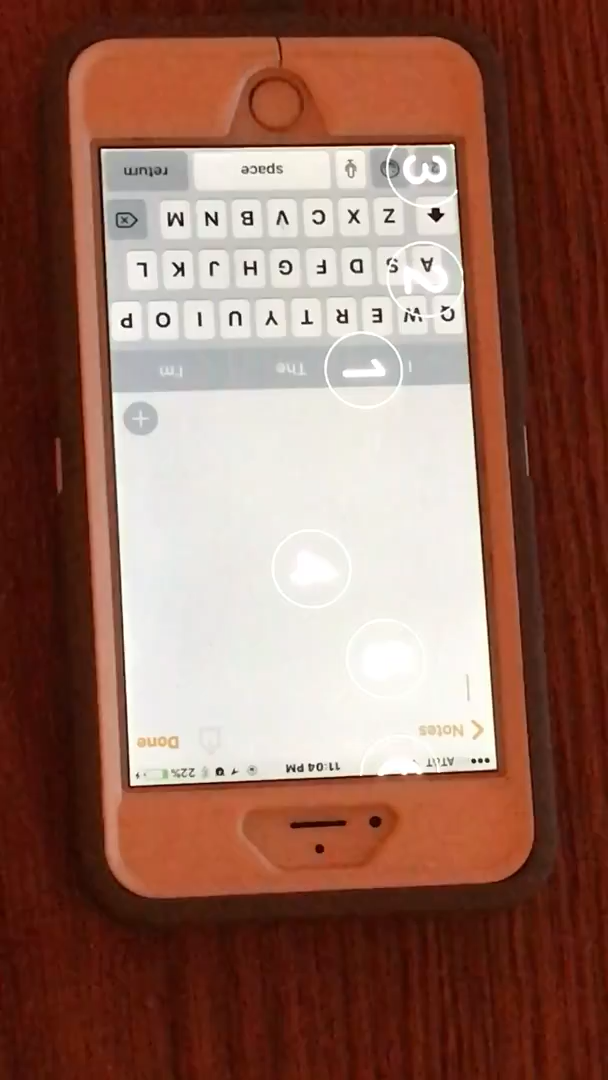 AT&T 11:04 PM 22%
Notes Done
1
2
3
I The I'm
Q W E R T Y U I O P
A S D F G H J K L
Z X C V B N M
space return